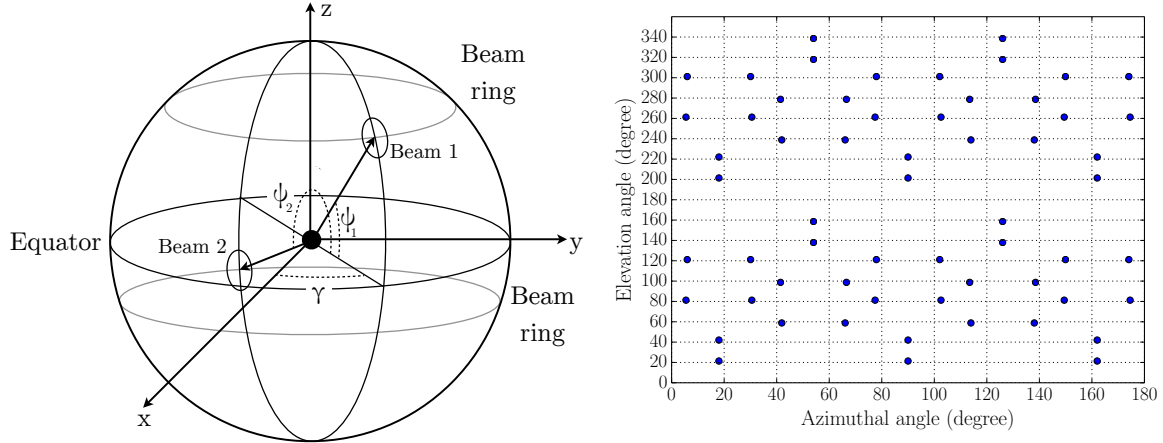 z
Beam
ring
Beam 1
ψ₂
ψ₁
Equator
Beam 2
y
γ
Beam
ring
x
Elevation angle (degree)
340
320
300
280
260
240
220
200
180
160
140
120
100
80
60
40
20
0
0 20 40 60 80 100 120 140 160 180
Azimuthal angle (degree)